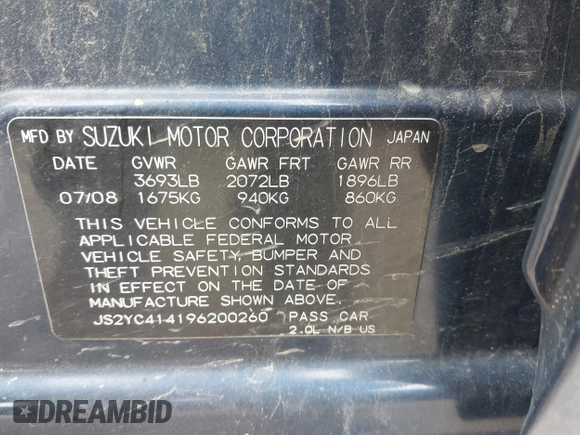 MFD BY SUZUKI MOTOR CORPORATION JAPAN
DATE GVWR GAWR FRT GAWR RR
3693LB 2072LB 1896LB
07/08 1675KG 940KG 860KG
THIS VEHICLE CONFORMS TO ALL
APPLICABLE FEDERAL MOTOR
VEHICLE SAFETY, BUMPER AND
THEFT PREVENTION STANDARDS
IN EFFECT ON THE DATE OF
MANUFACTURE SHOWN ABOVE.
JS2YC414196200260 PASS CAR
2.0L N/B US
DREAMBID